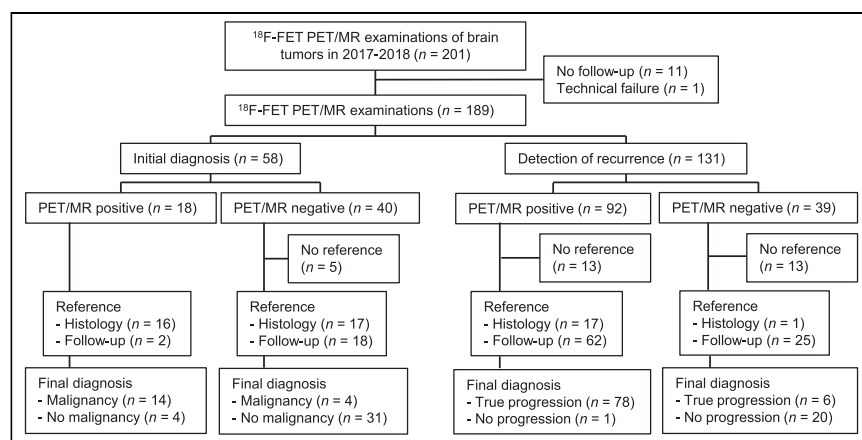 ¹⁸F-FET PET/MR examinations of brain
tumors in 2017-2018 (n = 201)
No follow-up (n = 11)
Technical failure (n = 1)
¹⁸F-FET PET/MR examinations (n = 189)
Initial diagnosis (n = 58)
Detection of recurrence (n = 131)
PET/MR positive (n = 18)
PET/MR negative (n = 40)
PET/MR positive (n = 92)
PET/MR negative (n = 39)
No reference
(n = 5)
No reference
(n = 13)
No reference
(n = 13)
Reference
- Histology (n = 16)
- Follow-up (n = 2)
Reference
- Histology (n = 17)
- Follow-up (n = 18)
Reference
- Histology (n = 17)
- Follow-up (n = 62)
Reference
- Histology (n = 1)
- Follow-up (n = 25)
Final diagnosis
- Malignancy (n = 14)
- No malignancy (n = 4)
Final diagnosis
- Malignancy (n = 4)
- No malignancy (n = 31)
Final diagnosis
- True progression (n = 78)
- No progression (n = 1)
Final diagnosis
- True progression (n = 6)
- No progression (n = 20)